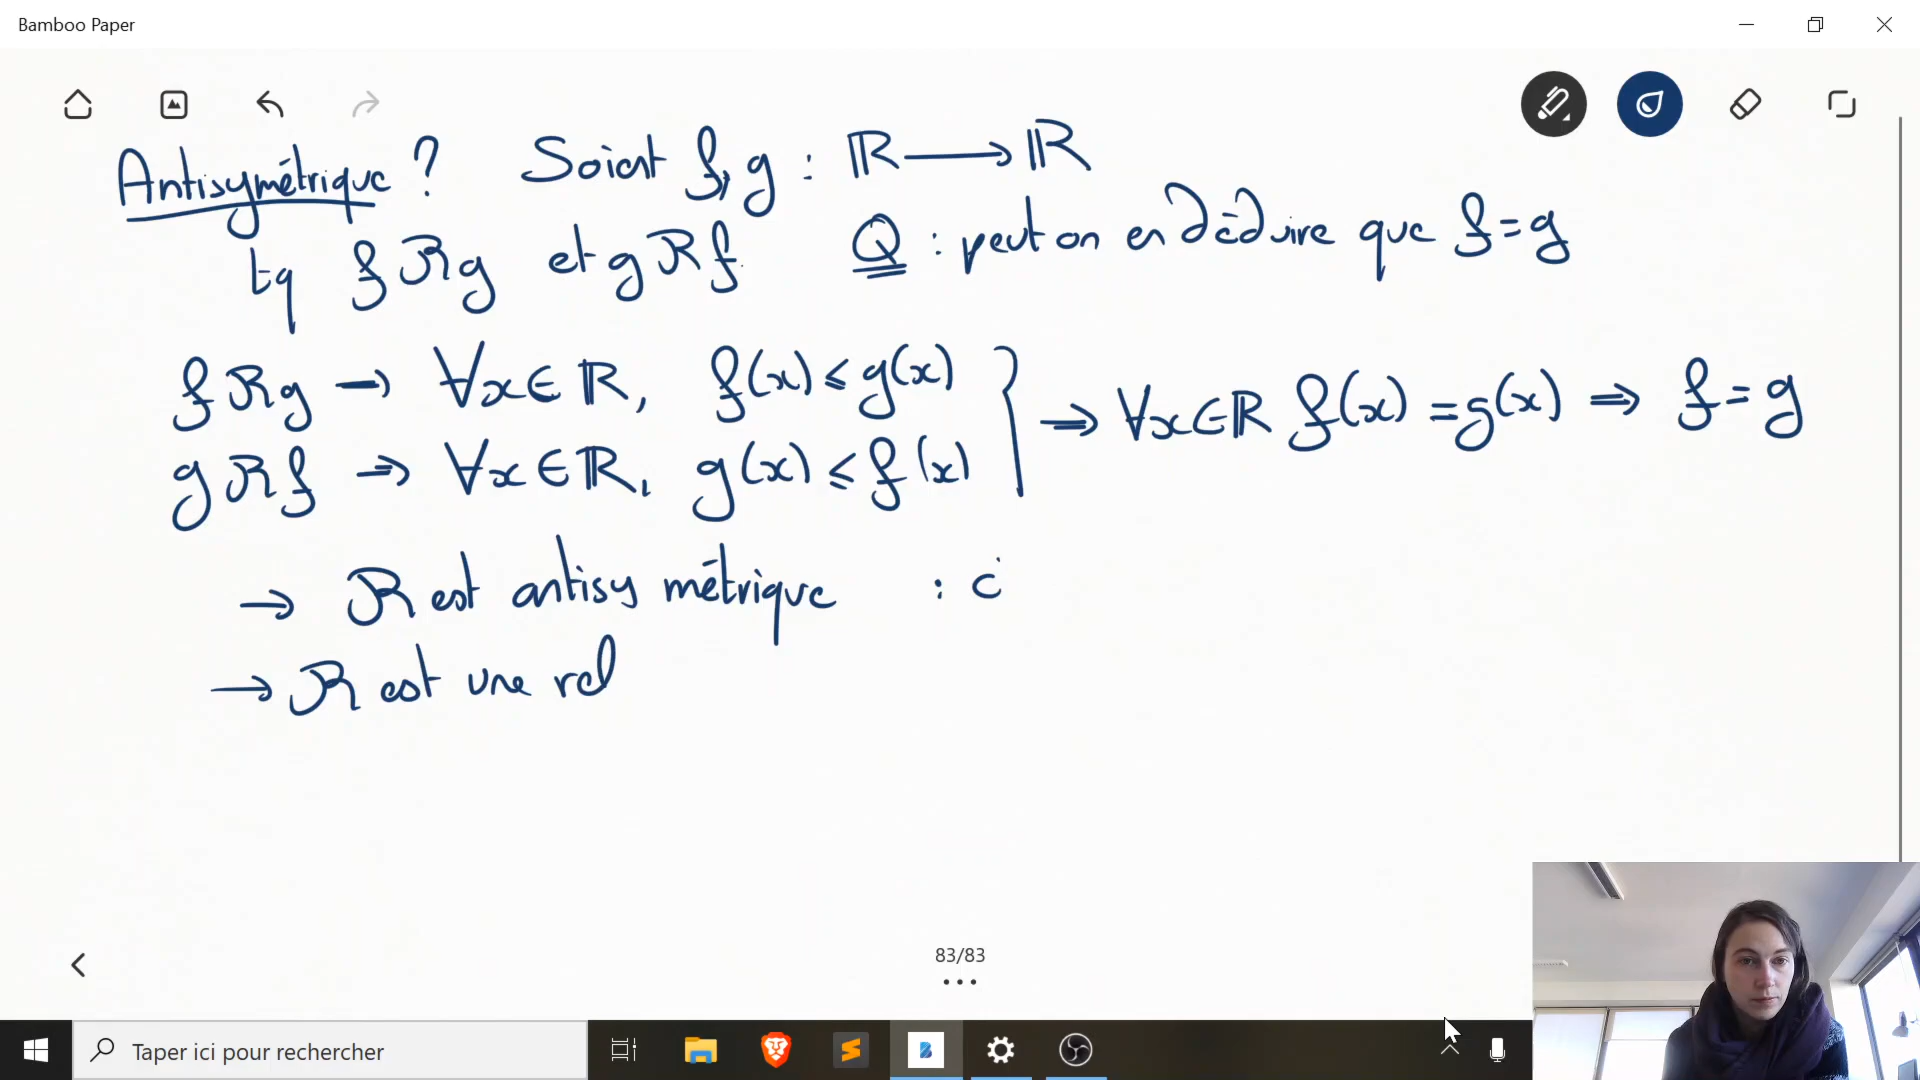 Bamboo Paper
Antisymétrique ? Soient f, g : ℝ ⟶ ℝ
tq f ℛ g et g ℛ f. Q : peut on en déduire que f = g
f ℛ g → ∀x ∈ ℝ, f(x) ≤ g(x)
g ℛ f → ∀x ∈ ℝ, g(x) ≤ f(x)
} ⇒ ∀x ∈ ℝ f(x) = g(x) ⇒ f = g
→ ℛ est antisymétrique : c
→ ℛ est une rel
83/83
Taper ici pour rechercher